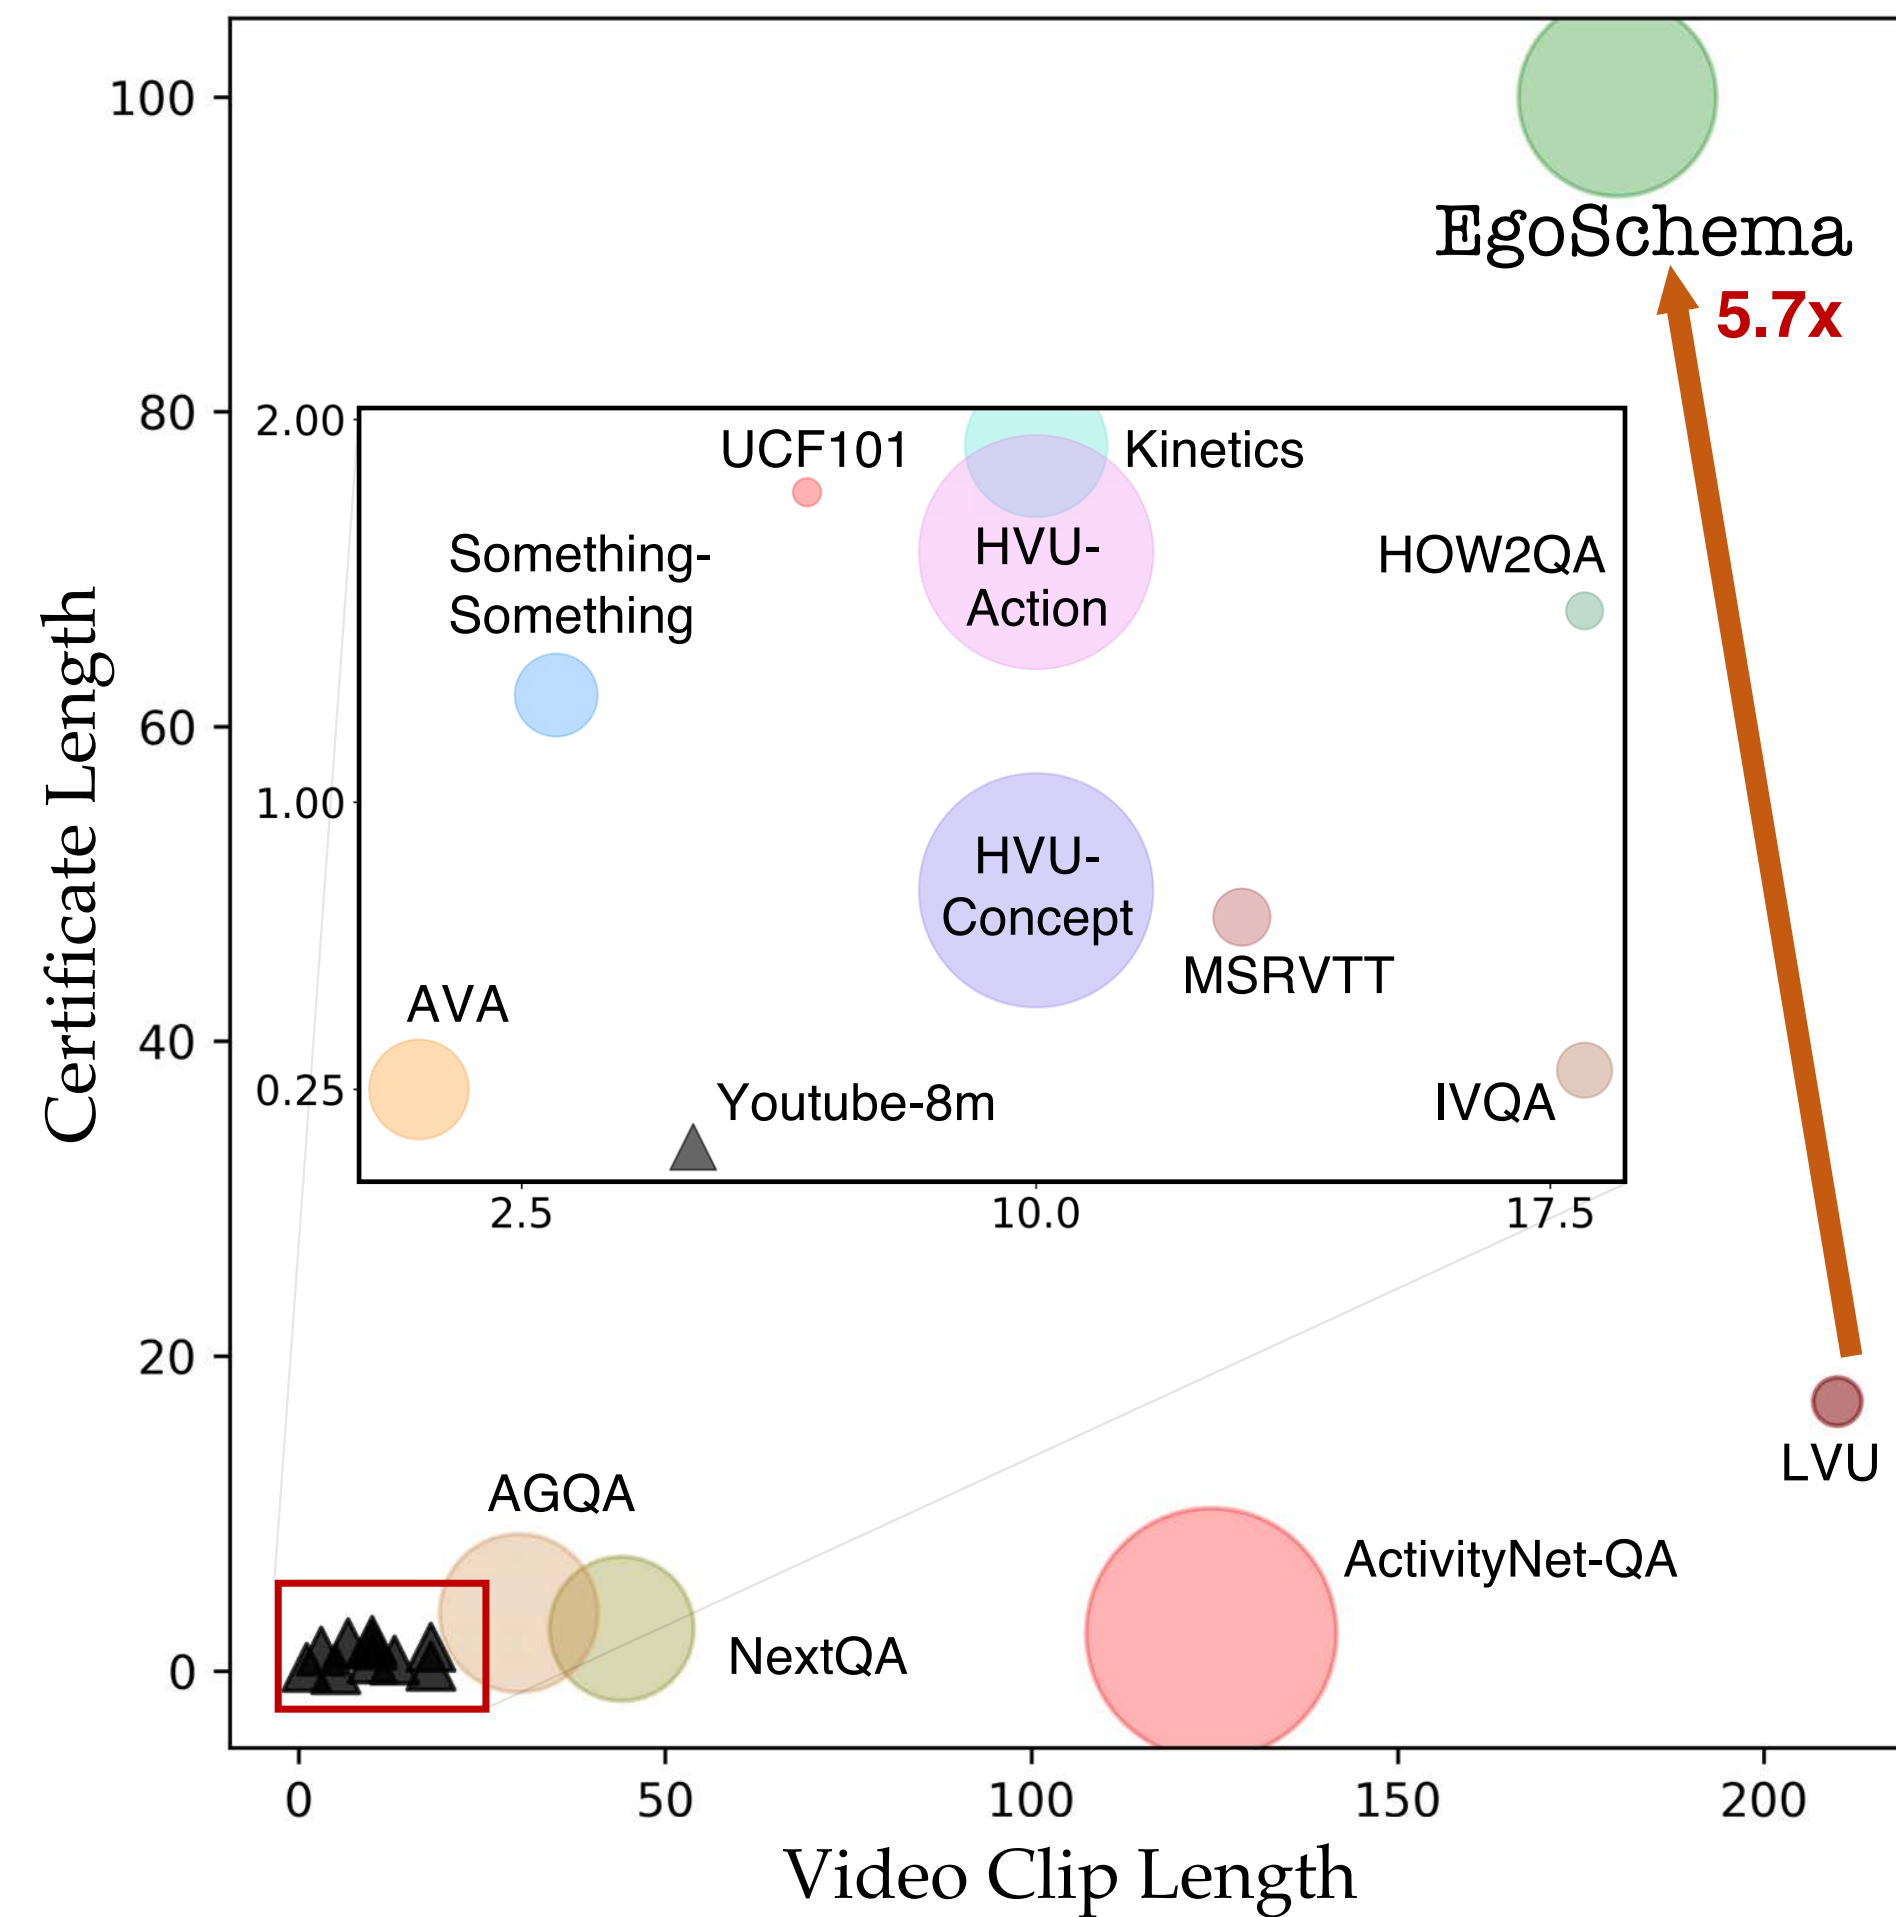 100
EgoSchema
5.7x
80
60
40
20
0
Certificate Length
2.00
1.00
0.25
UCF101
Kinetics
Something-
Something
HVU-
Action
HOW2QA
HVU-
Concept
MSRVTT
AVA
Youtube-8m
IVQA
2.5
10.0
17.5
LVU
AGQA
ActivityNet-QA
NextQA
0
50
100
150
200
Video Clip Length